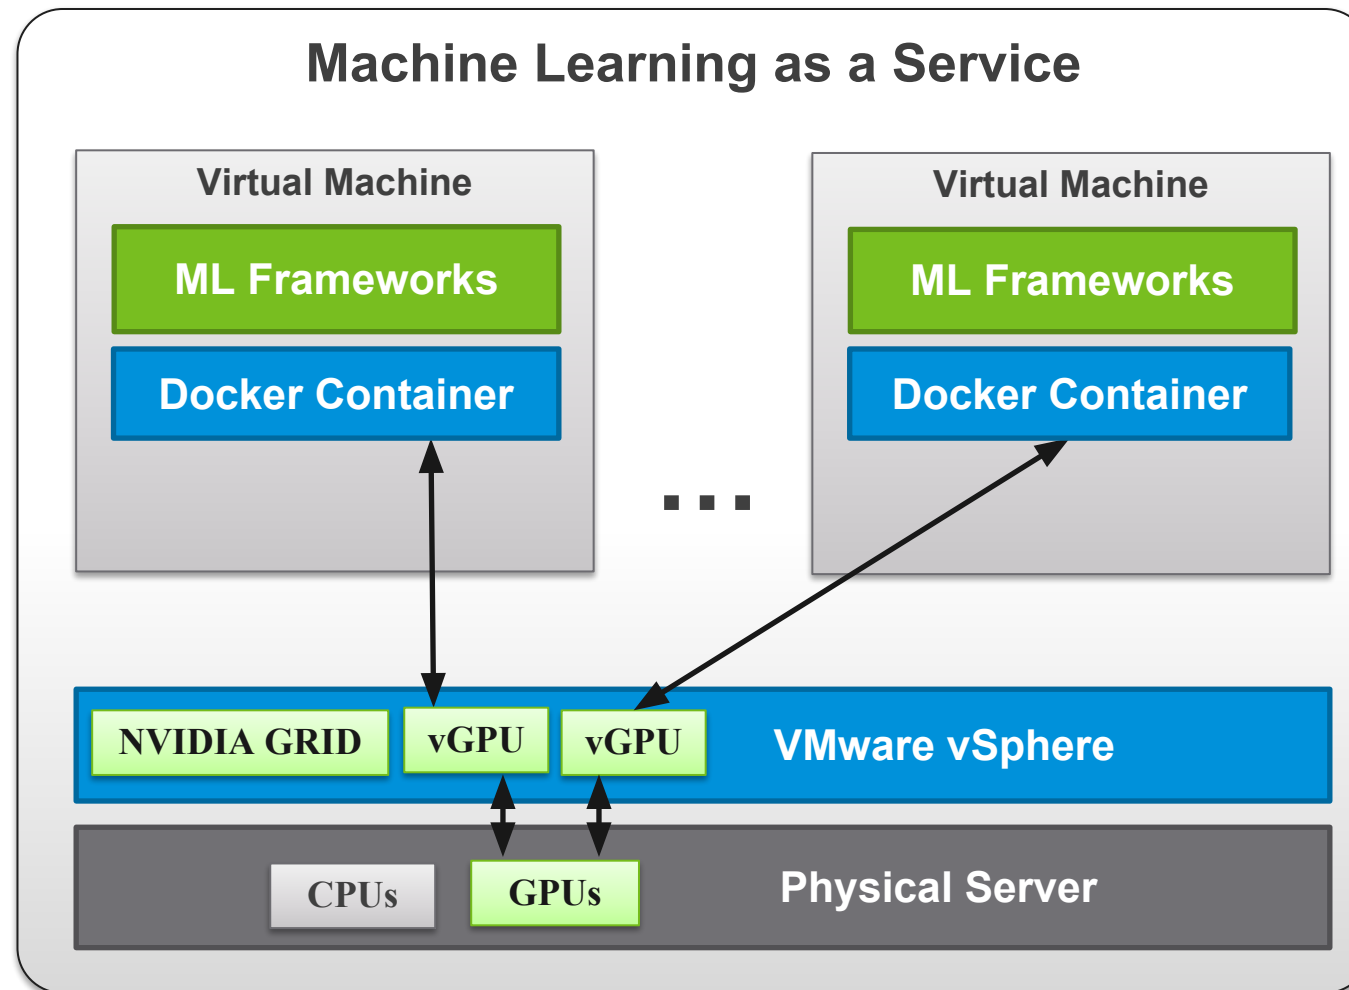 Machine Learning as a Service
Virtual Machine
ML Frameworks
Docker Container
...
Virtual Machine
ML Frameworks
Docker Container
NVIDIA GRID
vGPU
vGPU
VMware vSphere
CPUs
GPUs
Physical Server